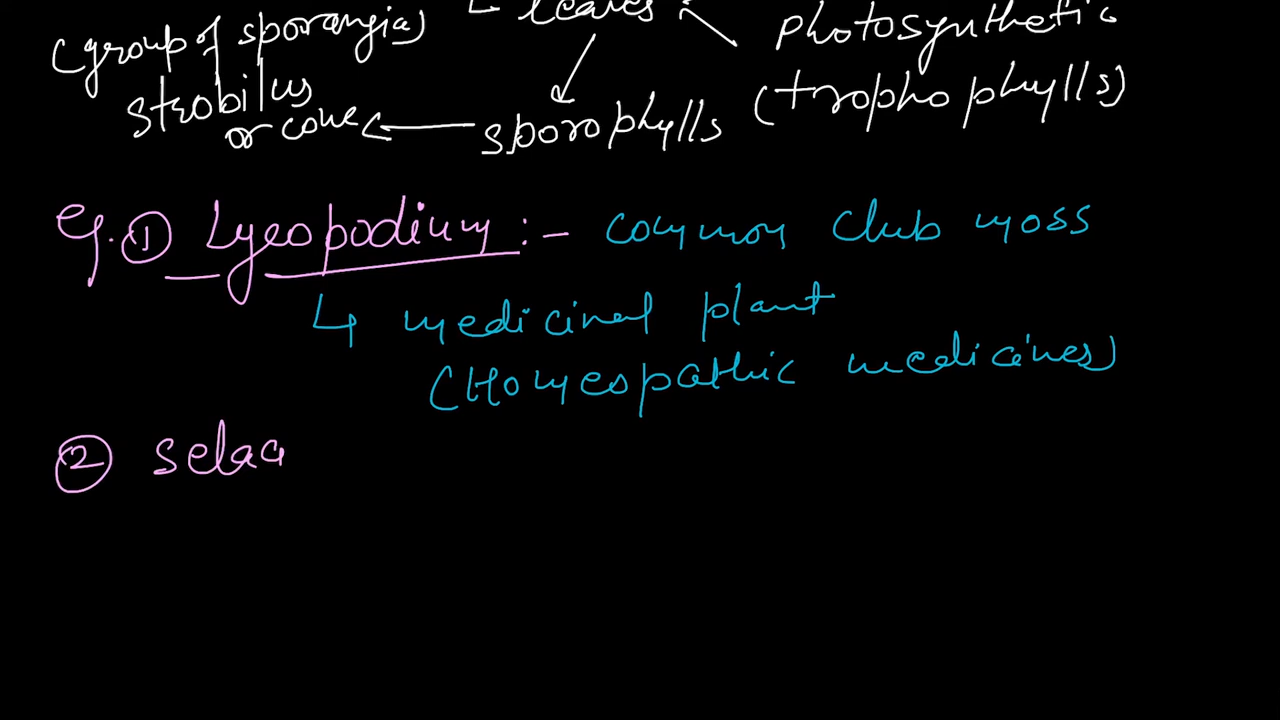 ↳ leaves photosynthetic
(group of sporangia)
strobilus (trophophylls)
or cone ← sporophylls
eg. ① Lycopodium :- common club moss
↳ medicinal plant
(Homeopathic medicines)
② selag